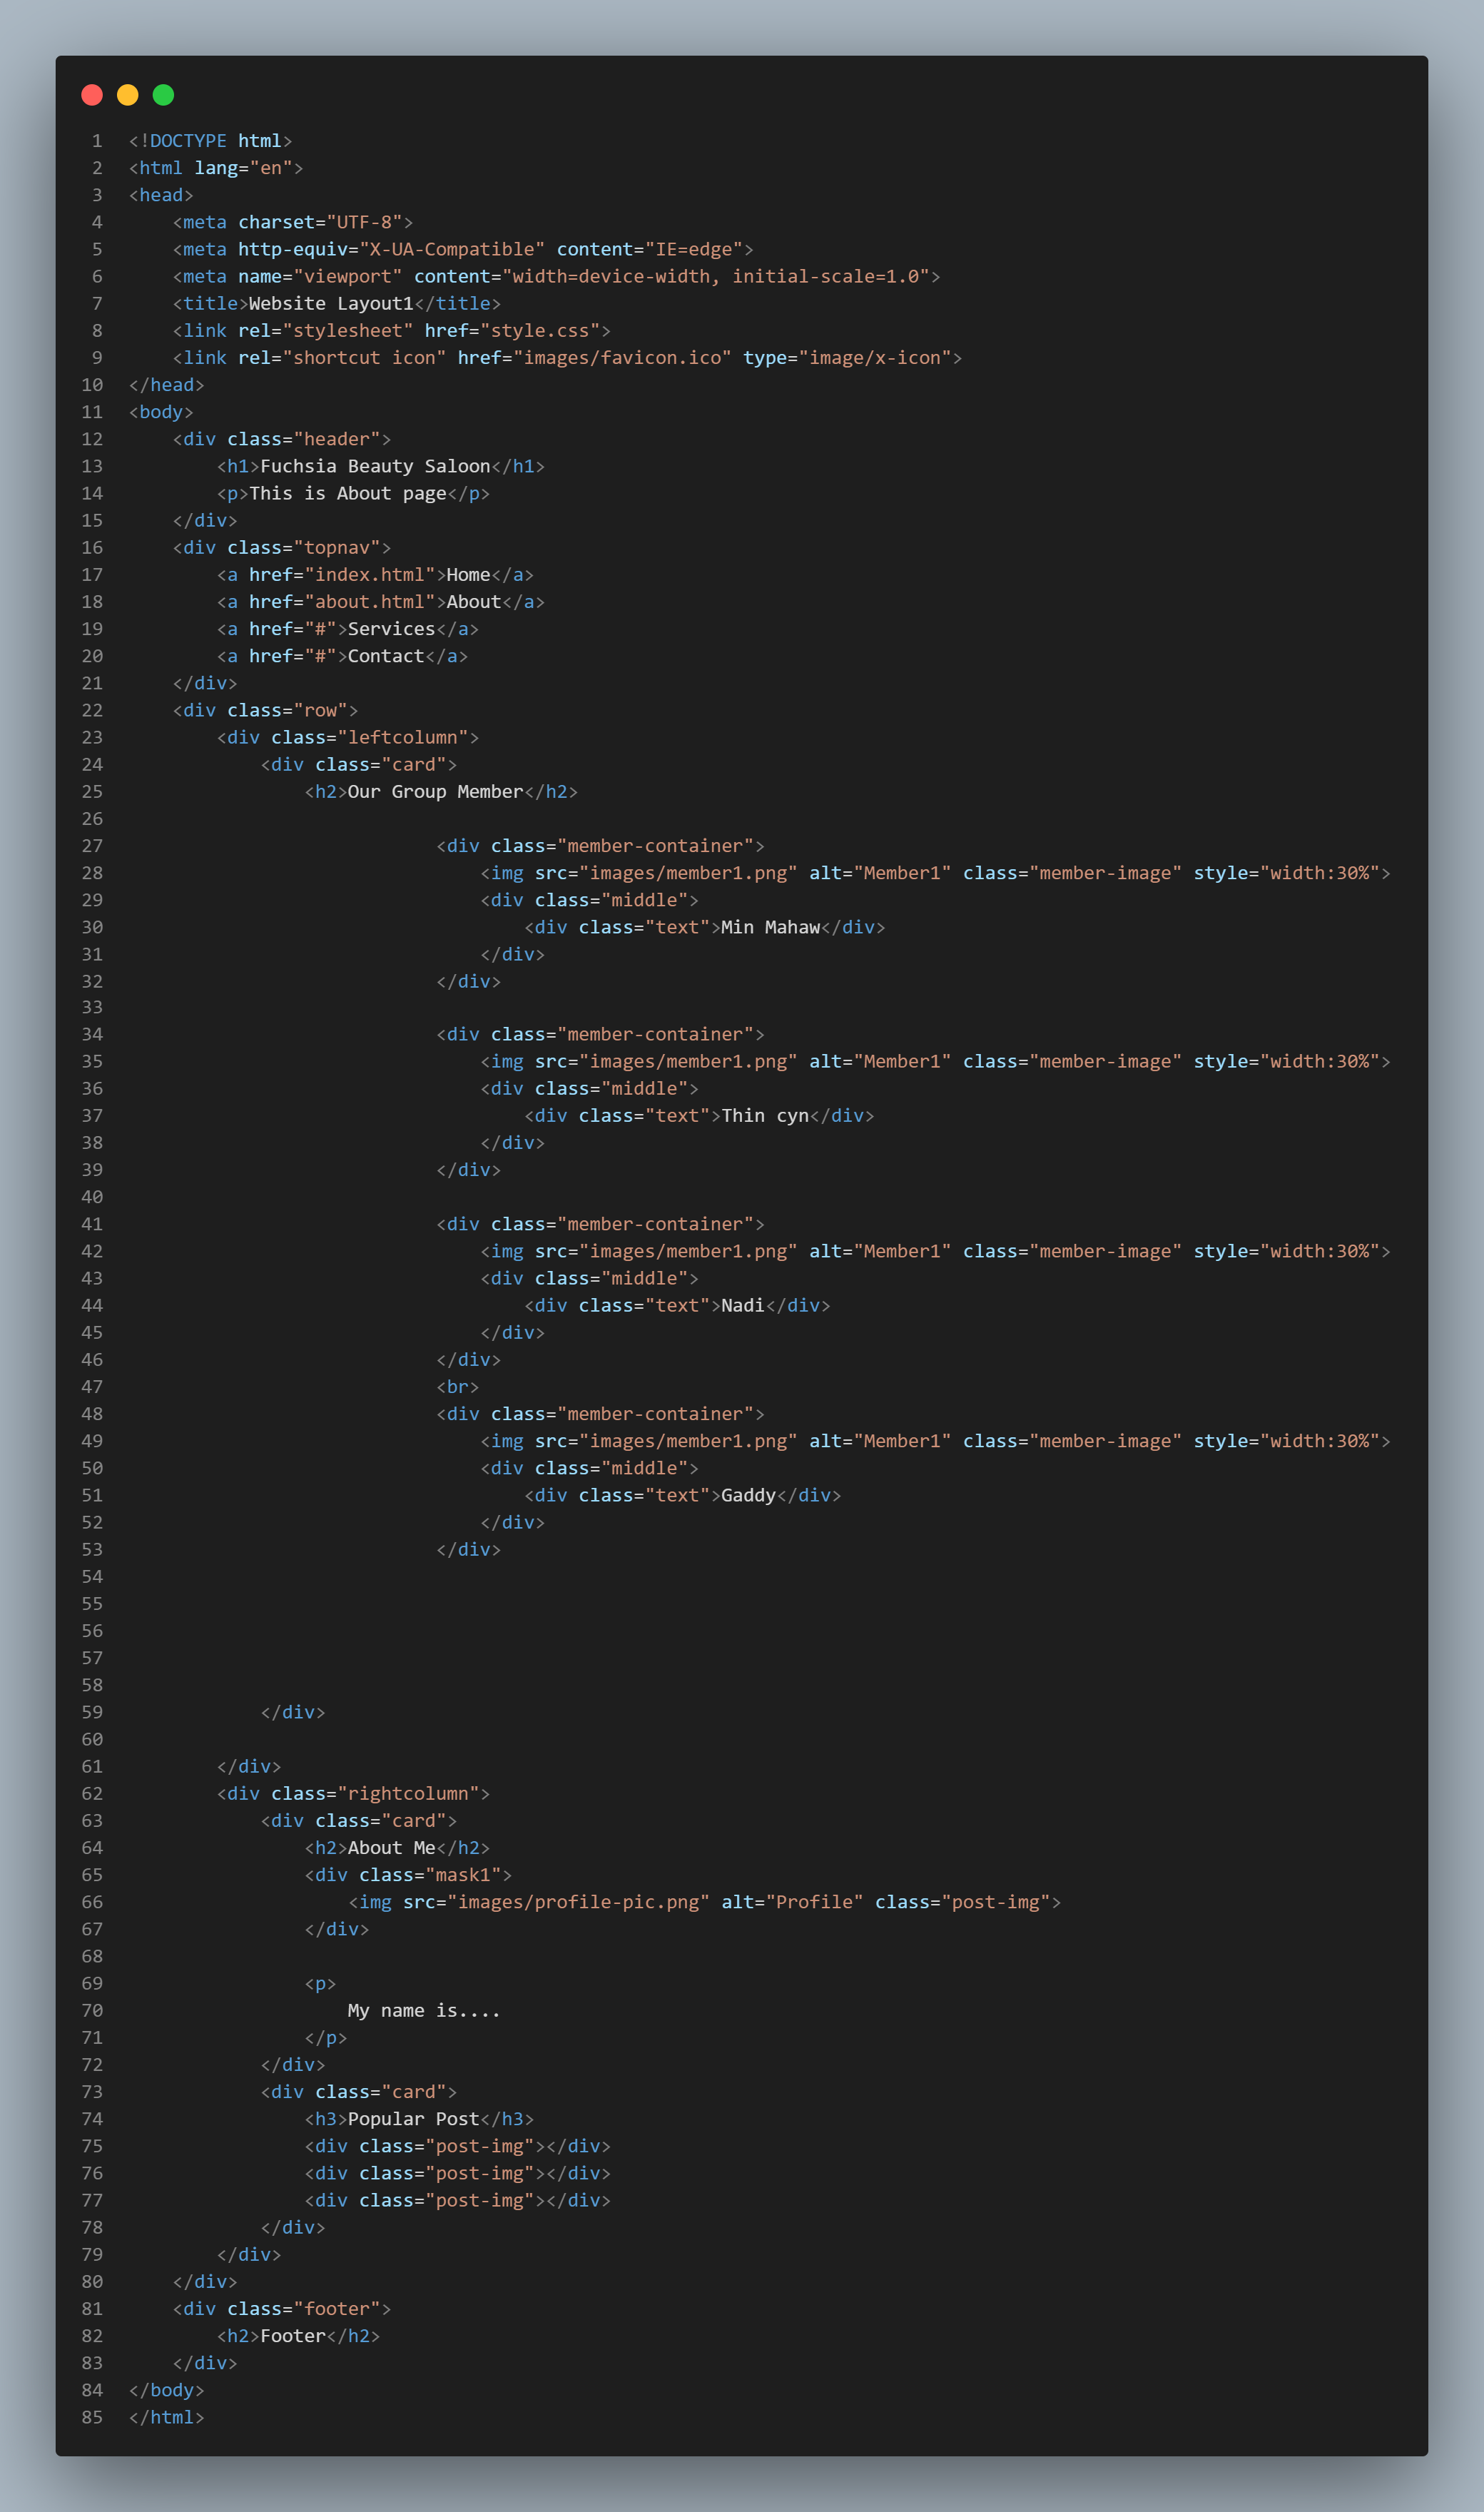 1 <!DOCTYPE html>
2 <html lang="en">
3 <head>
4     <meta charset="UTF-8">
5     <meta http-equiv="X-UA-Compatible" content="IE=edge">
6     <meta name="viewport" content="width=device-width, initial-scale=1.0">
7     <title>Website Layout1</title>
8     <link rel="stylesheet" href="style.css">
9     <link rel="shortcut icon" href="images/favicon.ico" type="image/x-icon">
10 </head>
11 <body>
12     <div class="header">
13         <h1>Fuchsia Beauty Saloon</h1>
14         <p>This is About page</p>
15     </div>
16     <div class="topnav">
17         <a href="index.html">Home</a>
18         <a href="about.html">About</a>
19         <a href="#">Services</a>
20         <a href="#">Contact</a>
21     </div>
22     <div class="row">
23         <div class="leftcolumn">
24             <div class="card">
25                 <h2>Our Group Member</h2>
26
27                             <div class="member-container">
28                                 <img src="images/member1.png" alt="Member1" class="member-image" style="width:30%">
29                                 <div class="middle">
30                                     <div class="text">Min Mahaw</div>
31                                 </div>
32                             </div>
33
34                             <div class="member-container">
35                                 <img src="images/member1.png" alt="Member1" class="member-image" style="width:30%">
36                                 <div class="middle">
37                                     <div class="text">Thin cyn</div>
38                                 </div>
39                             </div>
40
41                             <div class="member-container">
42                                 <img src="images/member1.png" alt="Member1" class="member-image" style="width:30%">
43                                 <div class="middle">
44                                     <div class="text">Nadi</div>
45                                 </div>
46                             </div>
47                             <br>
48                             <div class="member-container">
49                                 <img src="images/member1.png" alt="Member1" class="member-image" style="width:30%">
50                                 <div class="middle">
51                                     <div class="text">Gaddy</div>
52                                 </div>
53                             </div>
54
55
56
57
58
59             </div>
60
61         </div>
62         <div class="rightcolumn">
63             <div class="card">
64                 <h2>About Me</h2>
65                 <div class="mask1">
66                     <img src="images/profile-pic.png" alt="Profile" class="post-img">
67                 </div>
68
69                 <p>
70                     My name is....
71                 </p>
72             </div>
73             <div class="card">
74                 <h3>Popular Post</h3>
75                 <div class="post-img"></div>
76                 <div class="post-img"></div>
77                 <div class="post-img"></div>
78             </div>
79         </div>
80     </div>
81     <div class="footer">
82         <h2>Footer</h2>
83     </div>
84 </body>
85 </html>